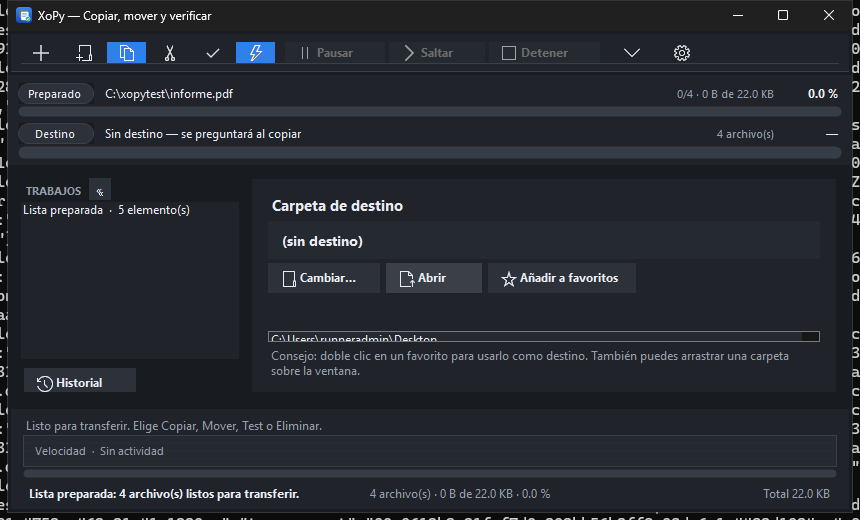 XoPy — Copiar, mover y verificar
Pausar
Saltar
Detener
Preparado
C:\xopytest\informe.pdf
0/4 · 0 B de 22.0 KB
0.0 %
Destino
Sin destino — se preguntará al copiar
4 archivo(s)
—
TRABAJOS
Lista preparada · 5 elemento(s)
Historial
Carpeta de destino
(sin destino)
Cambiar...
Abrir
Añadir a favoritos
C:\Users\runneradmin\Desktop
Consejo: doble clic en un favorito para usarlo como destino. También puedes arrastrar una carpeta
sobre la ventana.
Listo para transferir. Elige Copiar, Mover, Test o Eliminar.
Velocidad · Sin actividad
Lista preparada: 4 archivo(s) listos para transferir.
4 archivo(s) · 0 B de 22.0 KB · 0.0 %
Total 22.0 KB